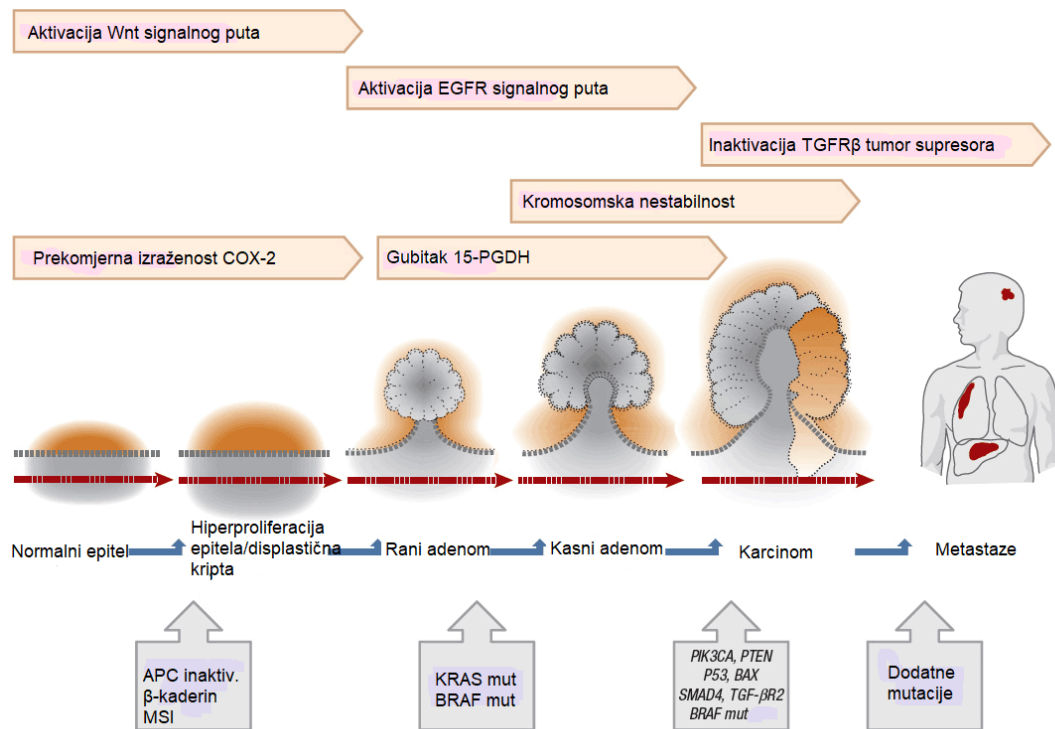 Aktivacija Wnt signalnog puta
Aktivacija EGFR signalnog puta
Inaktivacija TGFRβ tumor supresora
Kromosomska nestabilnost
Prekomjerna izraženost COX-2
Gubitak 15-PGDH
Normalni epitel
Hiperproliferacija
epitela/displastična
kripta
Rani adenom
Kasni adenom
Karcinom
Metastaze
APC inaktiv.
β-kaderin
MSI
KRAS mut
BRAF mut
PIK3CA, PTEN
P53, BAX
SMAD4, TGF-βR2
BRAF mut
Dodatne
mutacije